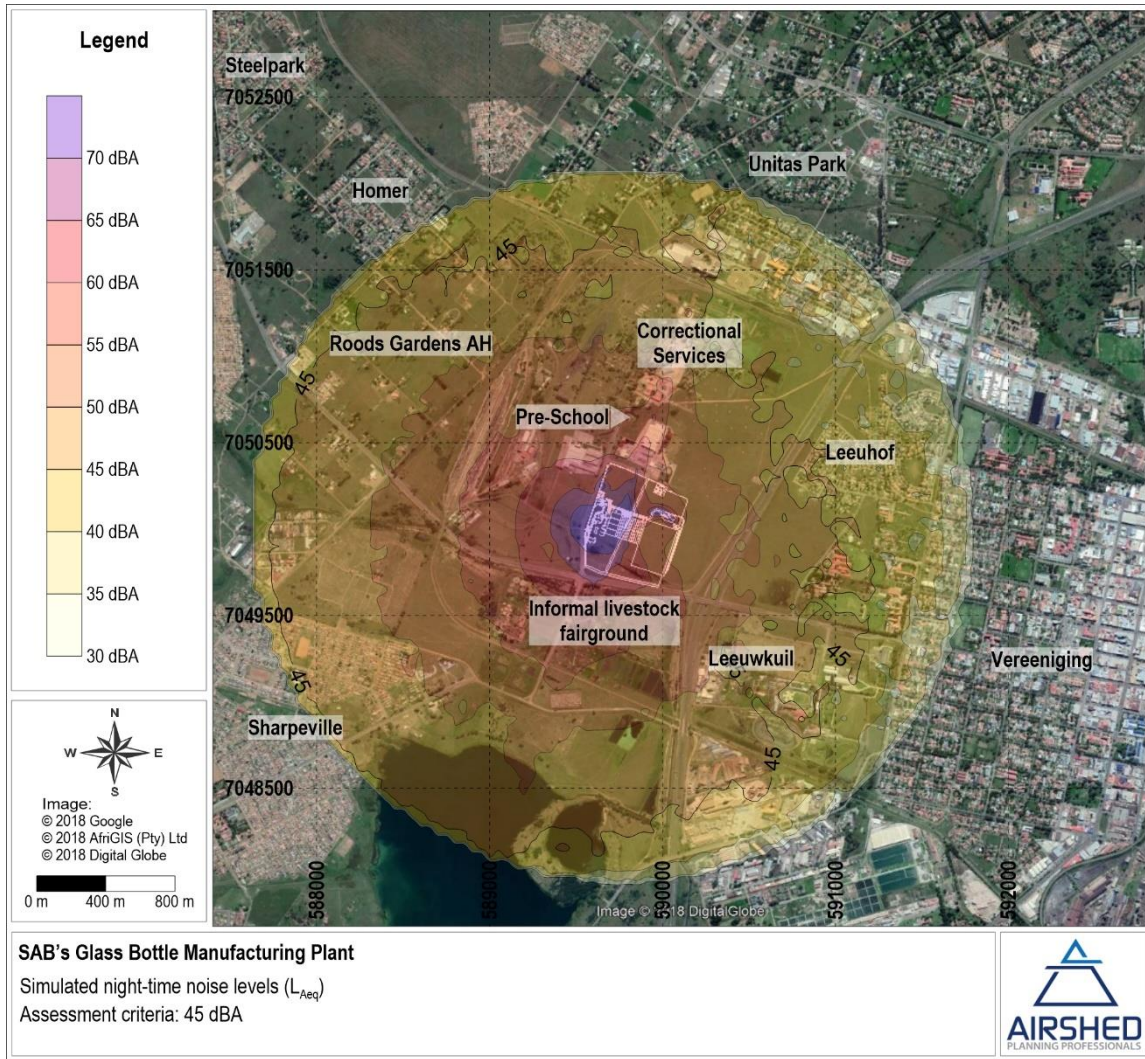 Legend
70 dBA
65 dBA
60 dBA
55 dBA
50 dBA
45 dBA
40 dBA
35 dBA
30 dBA
N
W E
S
Image:
© 2018 Google
© 2018 AfriGIS (Pty) Ltd
© 2018 Digital Globe
0 m 400 m 800 m
Steelpark
7052500
Unitas Park
Homer
45
7051500
Correctional
Services
Roods Gardens AH
45
Pre-School
7050500
Leeuhof
7049500
Informal livestock
fairground
Leeuwkuil
45
Vereeniging
45
Sharpeville
45
7048500
588000
589000
590000
591000
592000
Image © 2018 DigitalGlobe
SAB's Glass Bottle Manufacturing Plant
Simulated night-time noise levels (LAeq)
Assessment criteria: 45 dBA
AIRSHED
PLANNING PROFESSIONALS